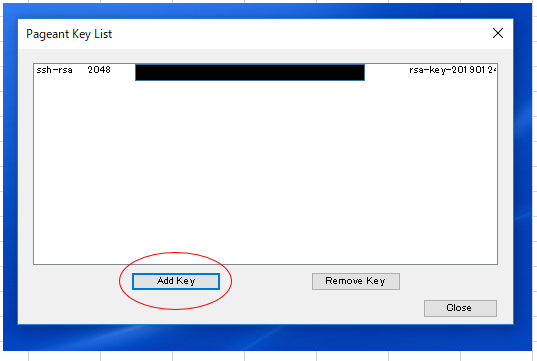 Pageant Key List
ssh-rsa 2048 rsa-key-20190124
Add Key
Remove Key
Close